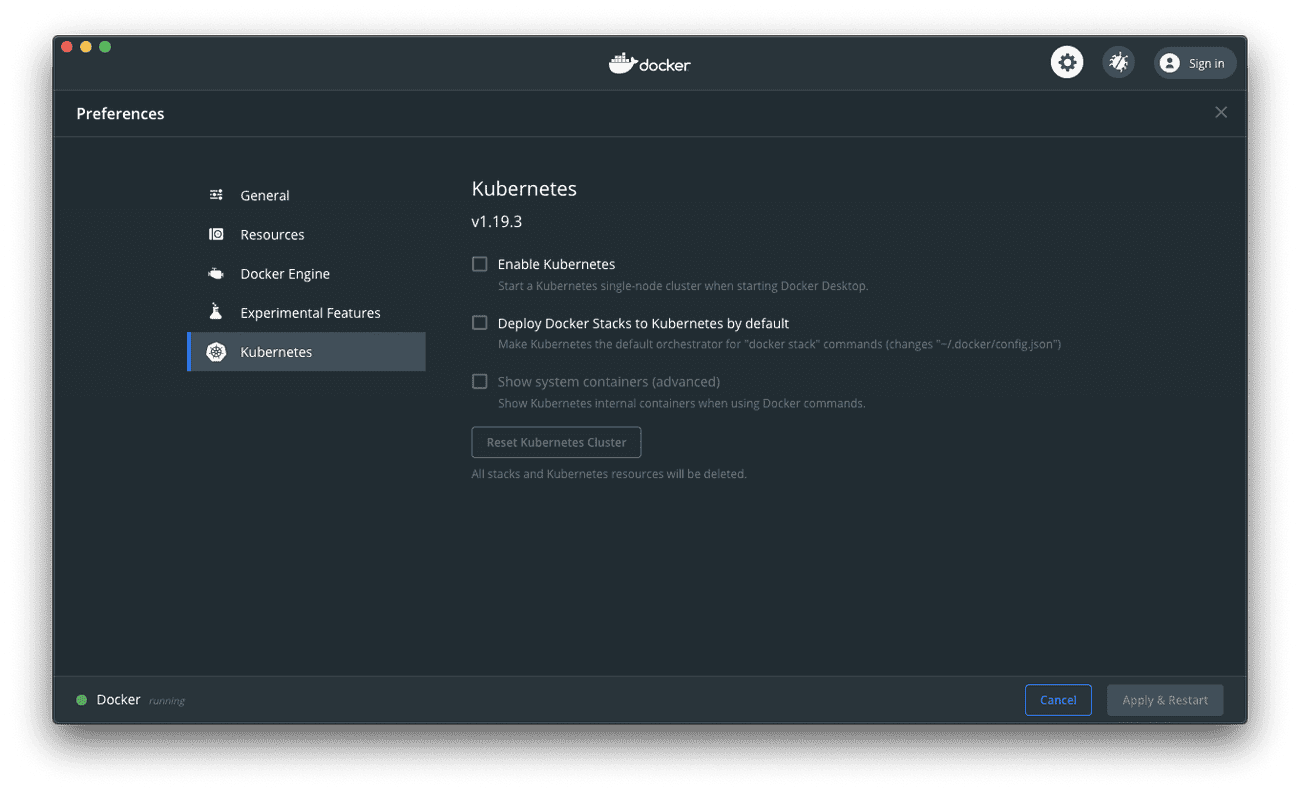 docker
Sign in
Preferences
General
Resources
Docker Engine
Experimental Features
Kubernetes
Kubernetes
v1.19.3
Enable Kubernetes
Start a Kubernetes single-node cluster when starting Docker Desktop.
Deploy Docker Stacks to Kubernetes by default
Make Kubernetes the default orchestrator for "docker stack" commands (changes "~/.docker/config.json")
Show system containers (advanced)
Show Kubernetes internal containers when using Docker commands.
Reset Kubernetes Cluster
All stacks and Kubernetes resources will be deleted.
Docker running
Cancel
Apply & Restart